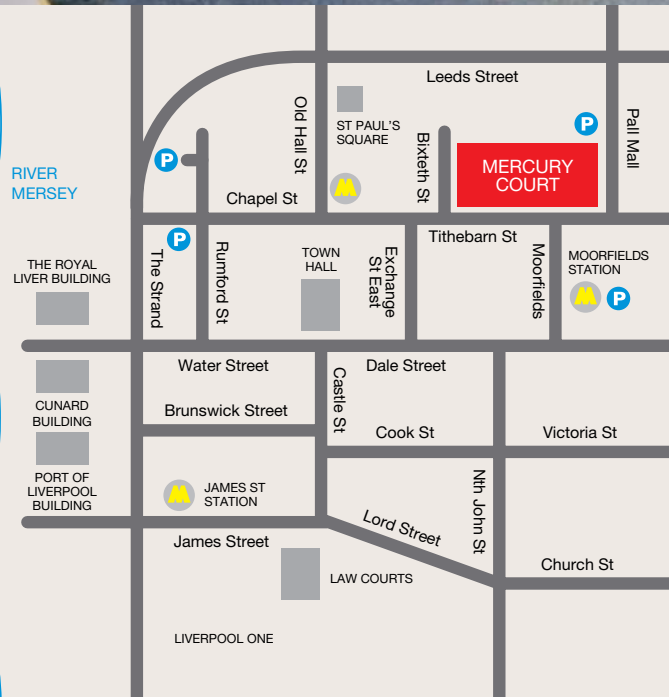 Leeds Street
Old Hall St
ST PAUL'S
SQUARE
Bixteth St
P
Pall Mall
MERCURY
COURT
P
RIVER
MERSEY
Chapel St
M
Tithebarn St
P
The Strand
Rumford St
TOWN
HALL
Exchange
St East
Moorfields
MOORFIELDS
STATION
M
P
THE ROYAL
LIVER BUILDING
Water Street
Dale Street
Castle St
CUNARD
BUILDING
Brunswick Street
Cook St
Victoria St
PORT OF
LIVERPOOL
BUILDING
M
JAMES ST
STATION
Nth John St
Lord Street
James Street
Church St
LAW COURTS
LIVERPOOL ONE